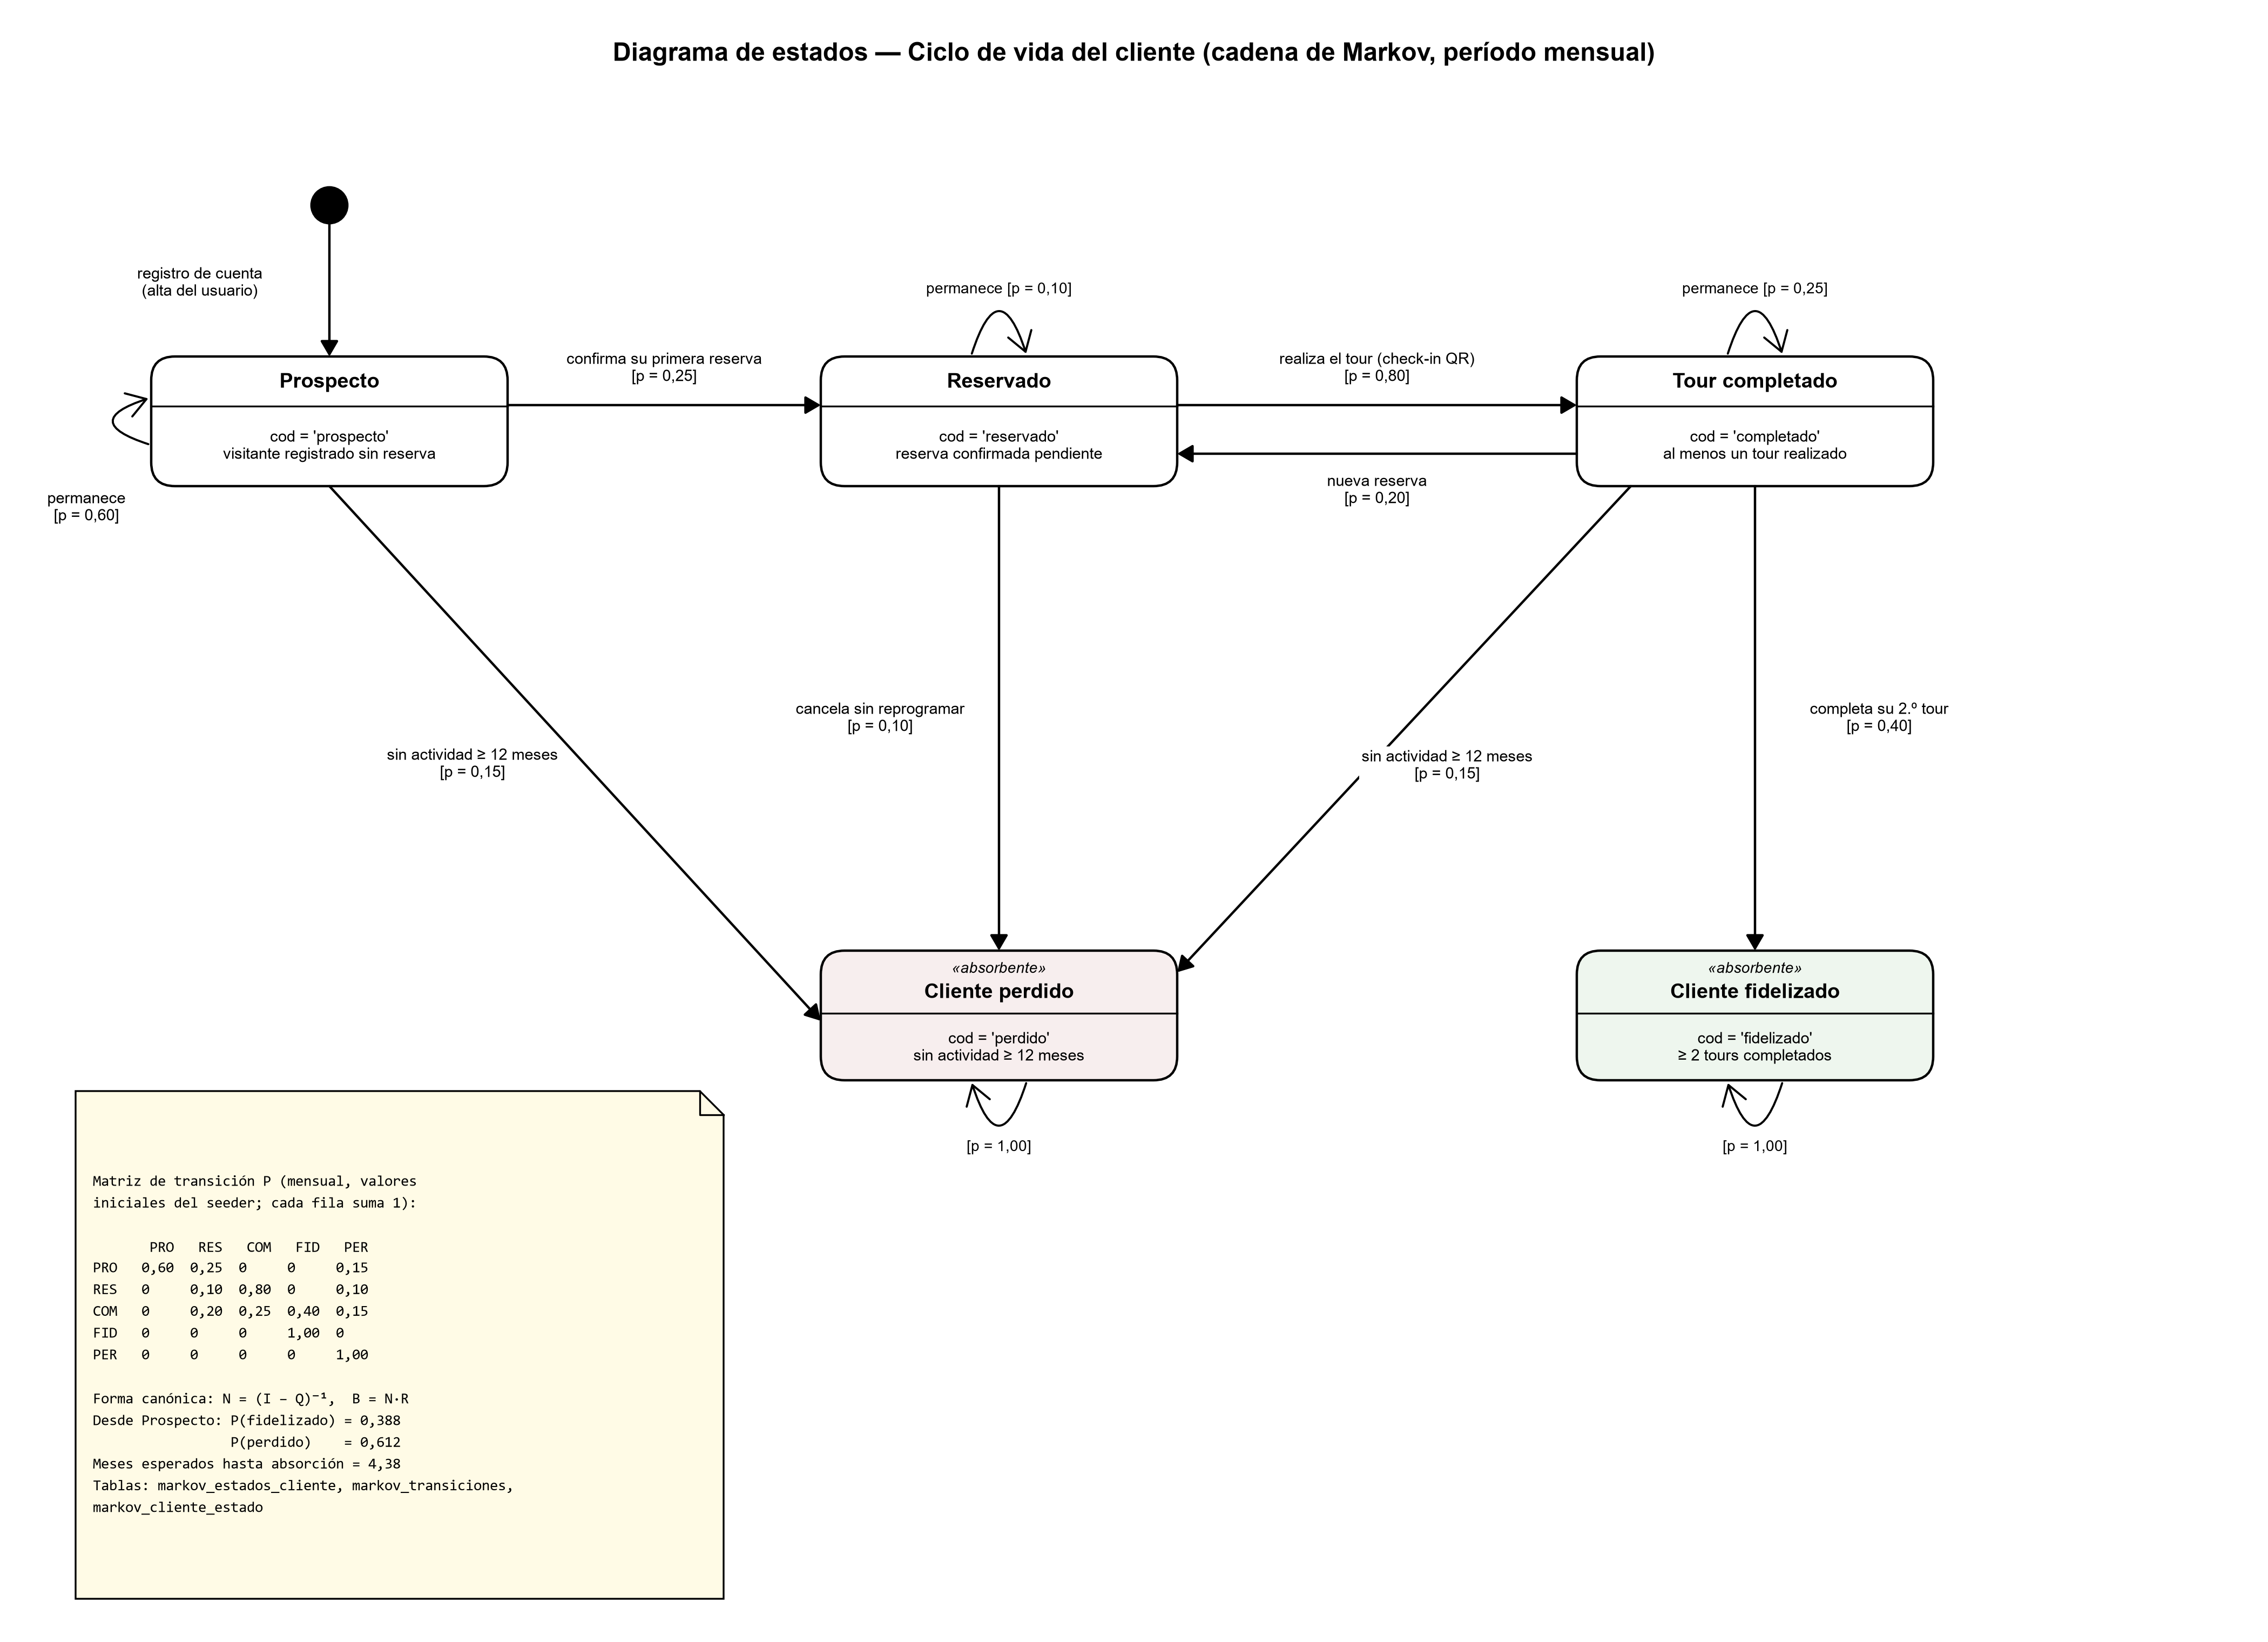 Diagrama de estados — Ciclo de vida del cliente (cadena de Markov, período mensual)
registro de cuenta
(alta del usuario)
permanece [p = 0,10]
permanece [p = 0,25]
Prospecto
cod = 'prospecto'
visitante registrado sin reserva
confirma su primera reserva
[p = 0,25]
Reservado
cod = 'reservado'
reserva confirmada pendiente
realiza el tour (check-in QR)
[p = 0,80]
Tour completado
cod = 'completado'
al menos un tour realizado
nueva reserva
[p = 0,20]
permanece
[p = 0,60]
sin actividad ≥ 12 meses
[p = 0,15]
cancela sin reprogramar
[p = 0,10]
sin actividad ≥ 12 meses
[p = 0,15]
completa su 2.º tour
[p = 0,40]
«absorbente»
Cliente perdido
cod = 'perdido'
sin actividad ≥ 12 meses
[p = 1,00]
«absorbente»
Cliente fidelizado
cod = 'fidelizado'
≥ 2 tours completados
[p = 1,00]
Matriz de transición P (mensual, valores
iniciales del seeder; cada fila suma 1):
PRO RES COM FID PER
PRO 0,60 0,25 0 0 0,15
RES 0 0,10 0,80 0 0,10
COM 0 0,20 0,25 0,40 0,15
FID 0 0 0 1,00 0
PER 0 0 0 0 1,00
Forma canónica: N = (I – Q)⁻¹, B = N·R
Desde Prospecto: P(fidelizado) = 0,388
P(perdido) = 0,612
Meses esperados hasta absorción = 4,38
Tablas: markov_estados_cliente, markov_transiciones,
markov_cliente_estado